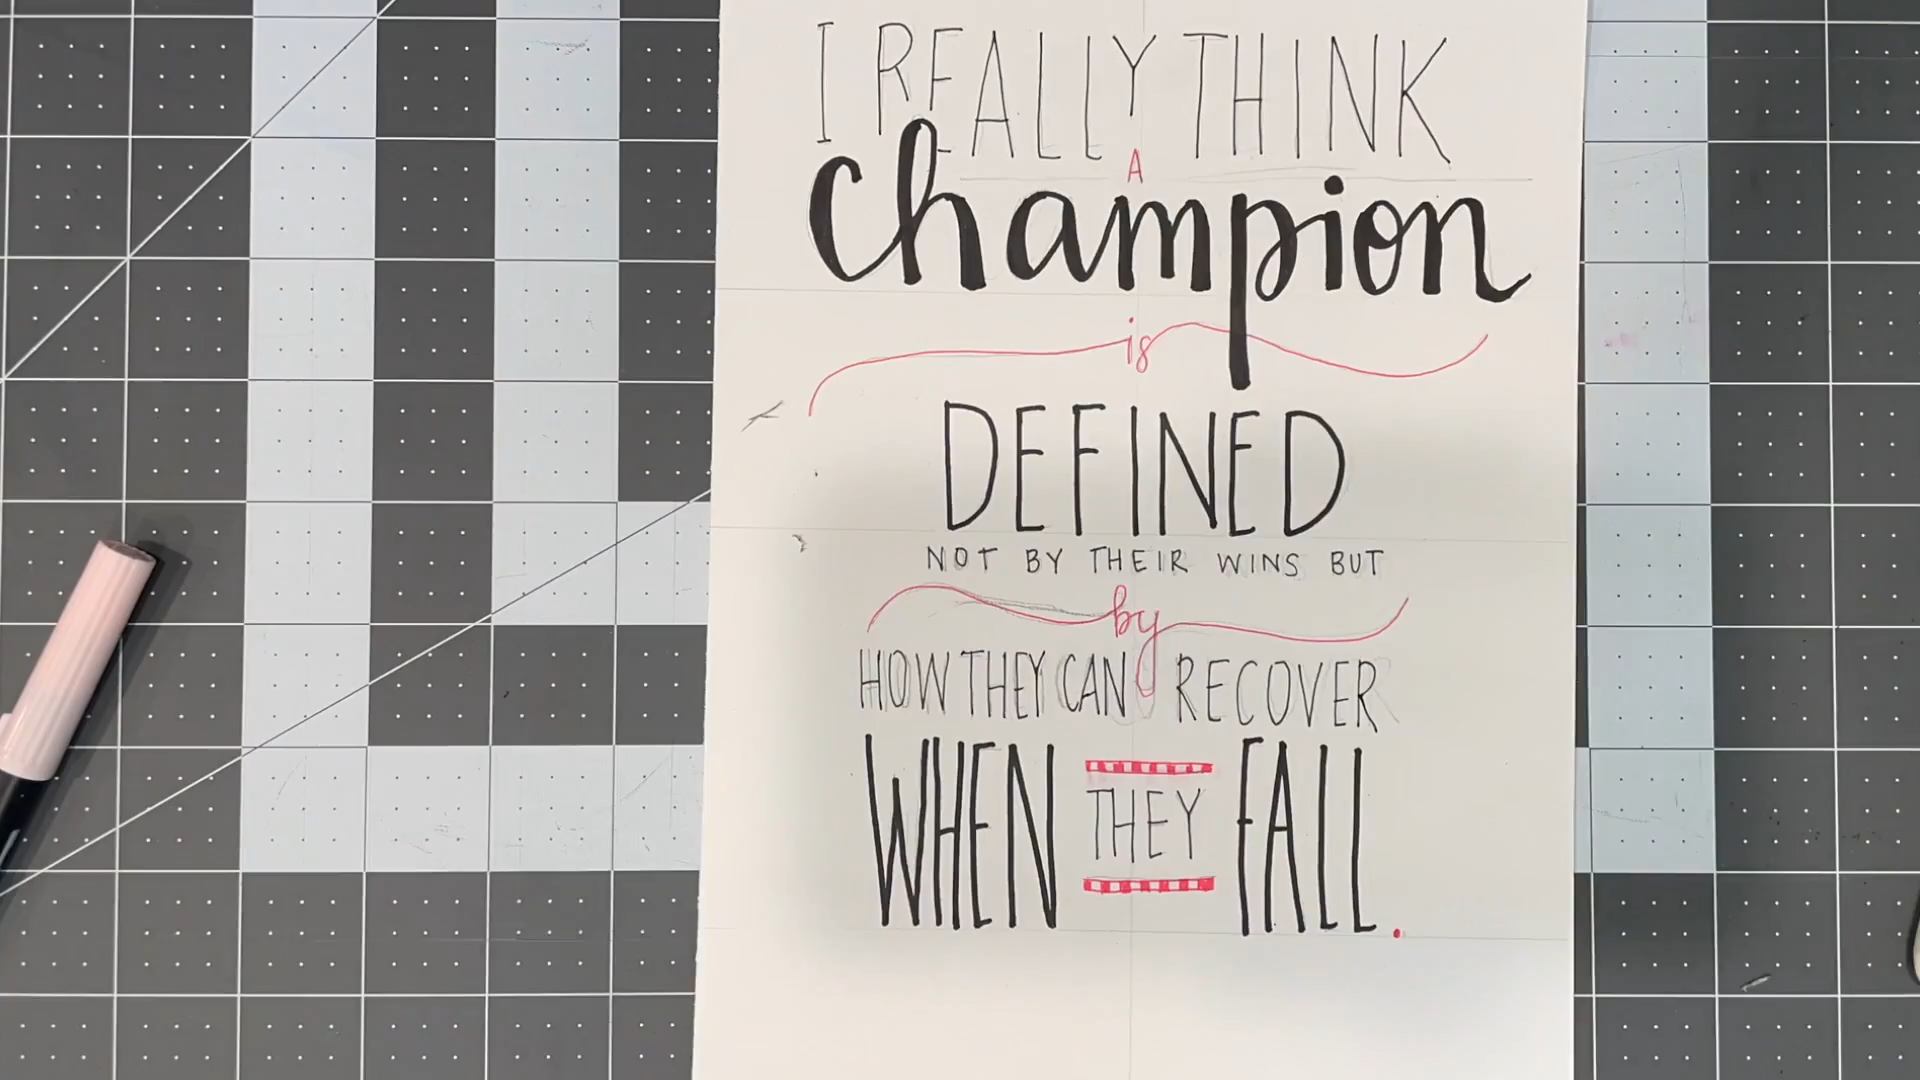 I REALLY THINK
A
champion
is
DEFINED
NOT BY THEIR WINS BUT
by
HOW THEY CAN RECOVER
WHEN THEY FALL.